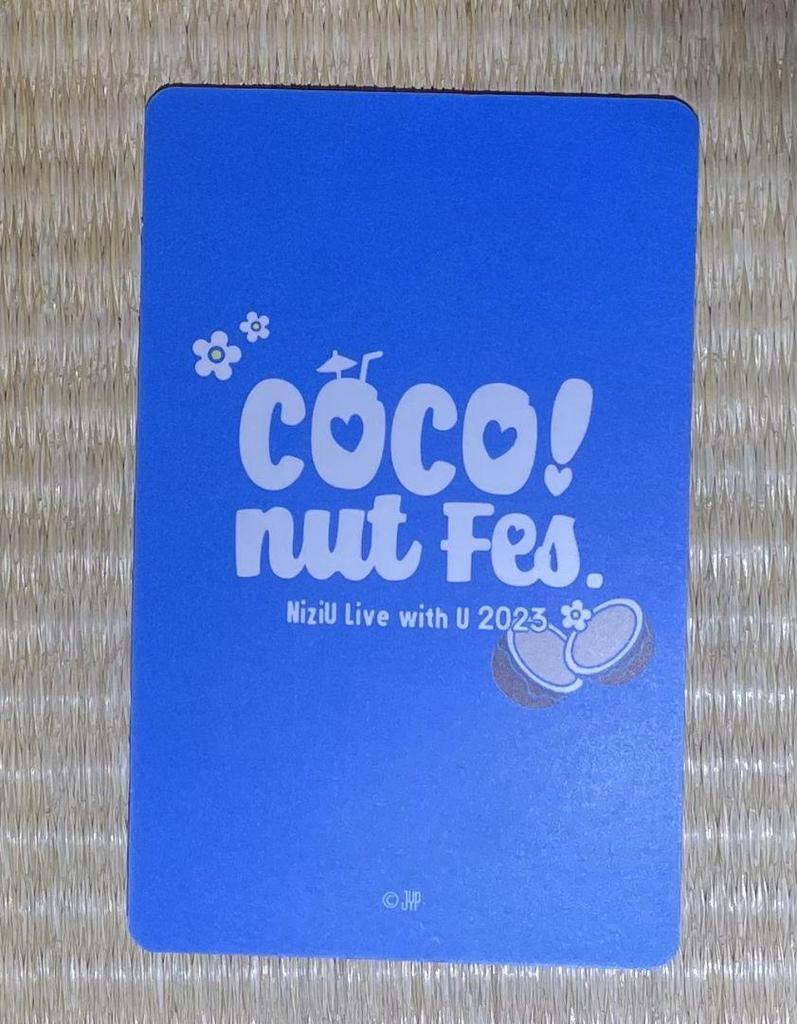 COCO!
nut Fes.
NiziU Live with U 2023
© JYP